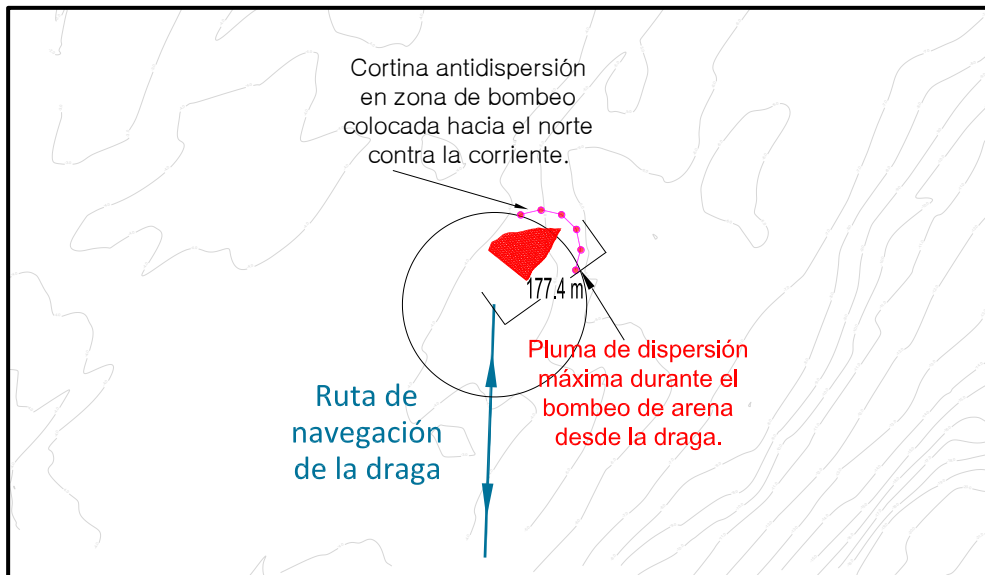 Cortina antidispersión
en zona de bombeo
colocada hacia el norte
contra la corriente.
177.4 m
Pluma de dispersión
máxima durante el
bombeo de arena
desde la draga.
Ruta de
navegación
de la draga